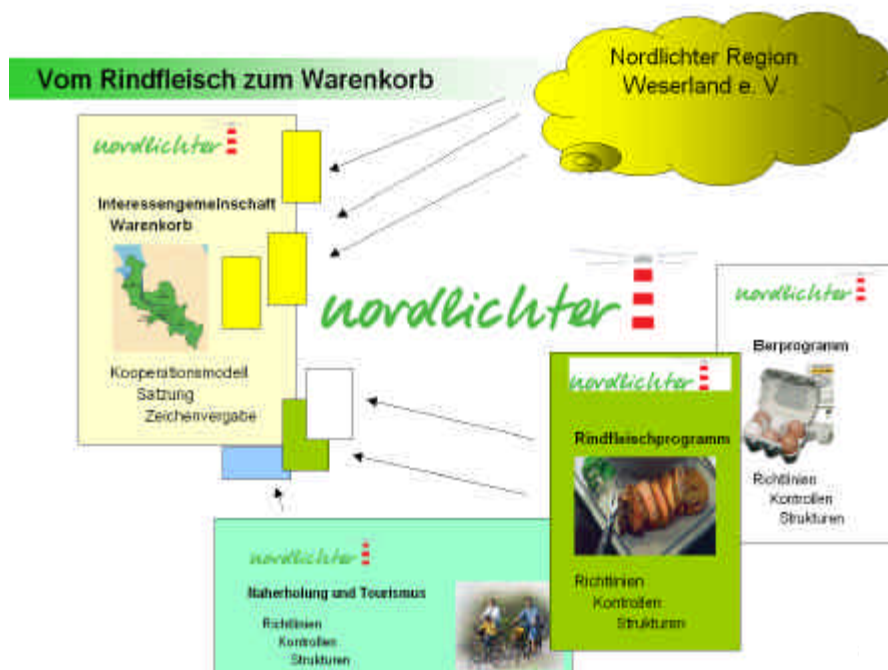 Vom Rindfleisch zum Warenkorb
Nordlichter Region
Weserland e. V.
nordlichter
Interessengemeinschaft
Warenkorb
Kooperationsmodell
Satzung
Zeichenvergabe
nordlichter
nordlichter
Eierprogramm
Richtlinien
Kontrollen
Strukturen
nordlichter
Rindfleischprogramm
Richtlinien
Kontrollen
Strukturen
nordlichter
Naherholung und Tourismus
Richtlinien
Kontrollen
Strukturen